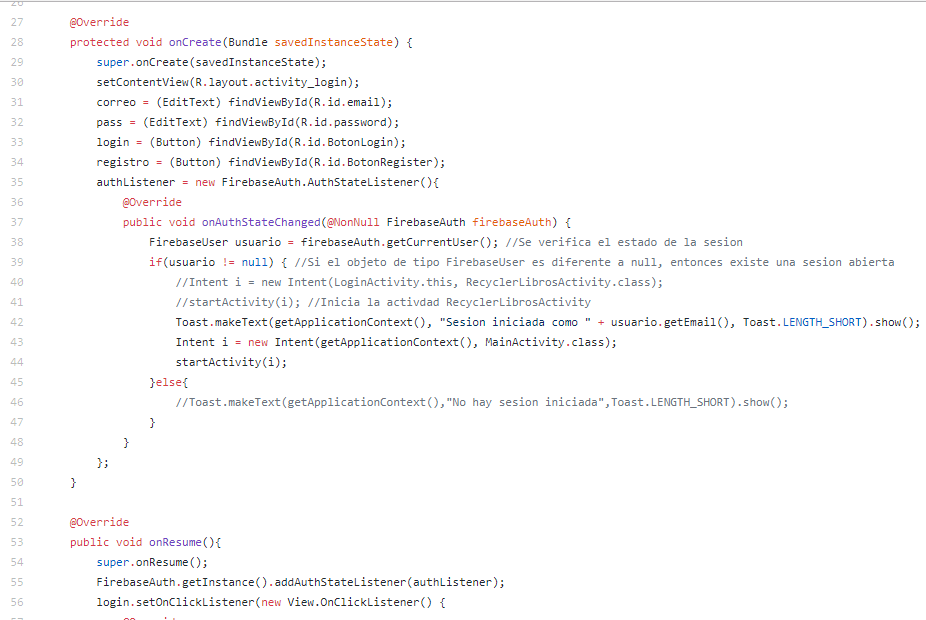 27 @Override
28 protected void onCreate(Bundle savedInstanceState) {
29 super.onCreate(savedInstanceState);
30 setContentView(R.layout.activity_login);
31 correo = (EditText) findViewById(R.id.email);
32 pass = (EditText) findViewById(R.id.password);
33 login = (Button) findViewById(R.id.BotonLogin);
34 registro = (Button) findViewById(R.id.BotonRegister);
35 authListener = new FirebaseAuth.AuthStateListener(){
36 @Override
37 public void onAuthStateChanged(@NonNull FirebaseAuth firebaseAuth) {
38 FirebaseUser usuario = firebaseAuth.getCurrentUser(); //Se verifica el estado de la sesion
39 if(usuario != null) { //Si el objeto de tipo FirebaseUser es diferente a null, entonces existe una sesion abierta
40 //Intent i = new Intent(LoginActivity.this, RecyclerLibrosActivity.class);
41 //startActivity(i); //Inicia la activdad RecyclerLibrosActivity
42 Toast.makeText(getApplicationContext(), "Sesion iniciada como " + usuario.getEmail(), Toast.LENGTH_SHORT).show();
43 Intent i = new Intent(getApplicationContext(), MainActivity.class);
44 startActivity(i);
45 }else{
46 //Toast.makeText(getApplicationContext(),"No hay sesion iniciada",Toast.LENGTH_SHORT).show();
47 }
48 }
49 };
50 }
51
52 @Override
53 public void onResume(){
54 super.onResume();
55 FirebaseAuth.getInstance().addAuthStateListener(authListener);
56 login.setOnClickListener(new View.OnClickListener() {